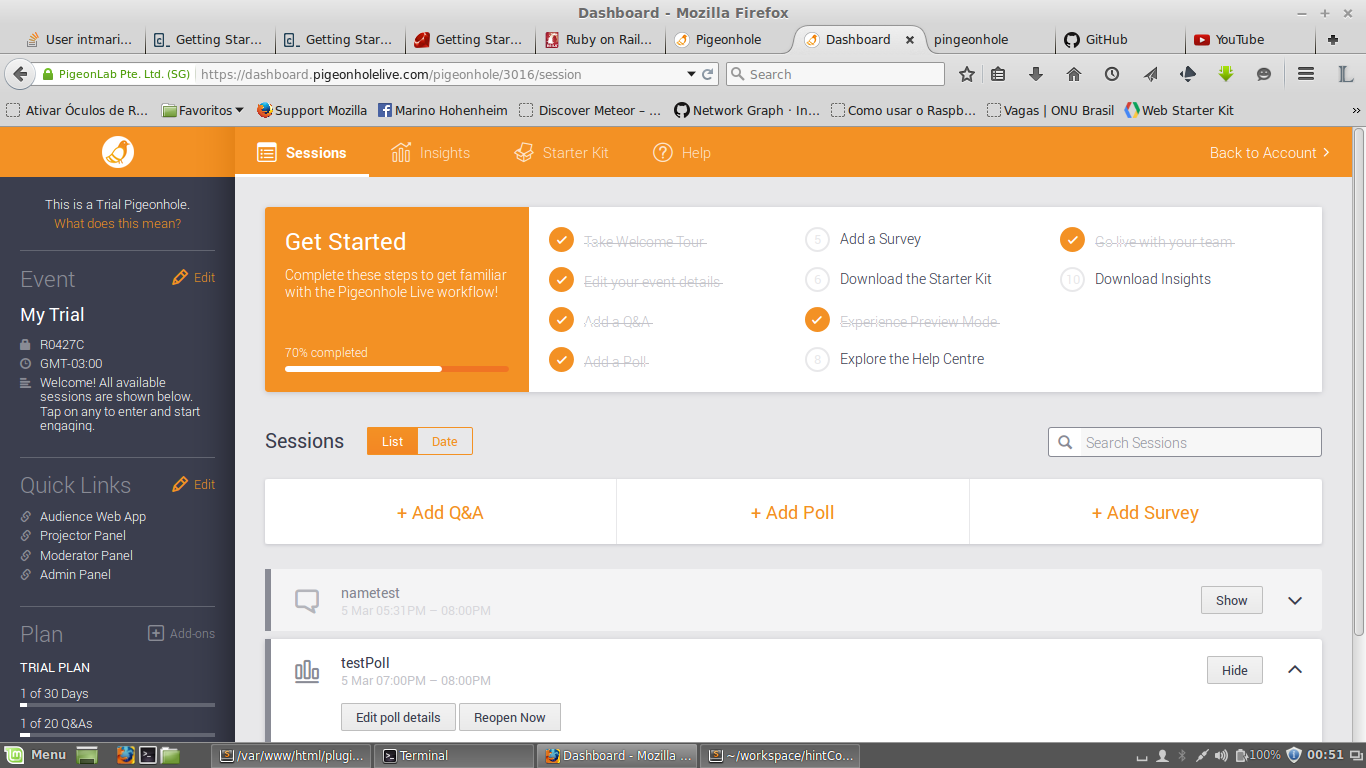 Dashboard - Mozilla Firefox
User intmari...
Getting Star...
Getting Star...
Getting Star...
Ruby on Rail...
Pigeonhole
Dashboard
pingeonhole
GitHub
YouTube
PigeonLab Pte. Ltd. (SG)
https://dashboard.pigeonholelive.com/pigeonhole/3016/session
Search
Ativar Óculos de R...
Favoritos
Support Mozilla
Marino Hohenheim
Discover Meteor – ...
Network Graph · In...
Como usar o Raspb...
Vagas | ONU Brasil
Web Starter Kit
»
Sessions
Insights
Starter Kit
Help
Back to Account
This is a Trial Pigeonhole.
What does this mean?
Event
Edit
My Trial
R0427C
GMT-03:00
Welcome! All available
sessions are shown below.
Tap on any to enter and start
engaging.
Quick Links
Edit
Audience Web App
Projector Panel
Moderator Panel
Admin Panel
Plan
Add-ons
TRIAL PLAN
1 of 30 Days
1 of 20 Q&As
Get Started
Complete these steps to get familiar
with the Pigeonhole Live workflow!
70% completed
Take Welcome Tour
Edit your event details
Add a Q&A
Add a Poll
5 Add a Survey
6 Download the Starter Kit
Experience Preview Mode
8 Explore the Help Centre
Go live with your team
10 Download Insights
Sessions
List
Date
Search Sessions
+ Add Q&A
+ Add Poll
+ Add Survey
nametest
5 Mar 05:31PM – 08:00PM
Show
testPoll
5 Mar 07:00PM – 08:00PM
Hide
Edit poll details
Reopen Now
Menu
/var/www/html/plugi...
Terminal
Dashboard - Mozilla ...
~/workspace/hintCo...
100%
00:51